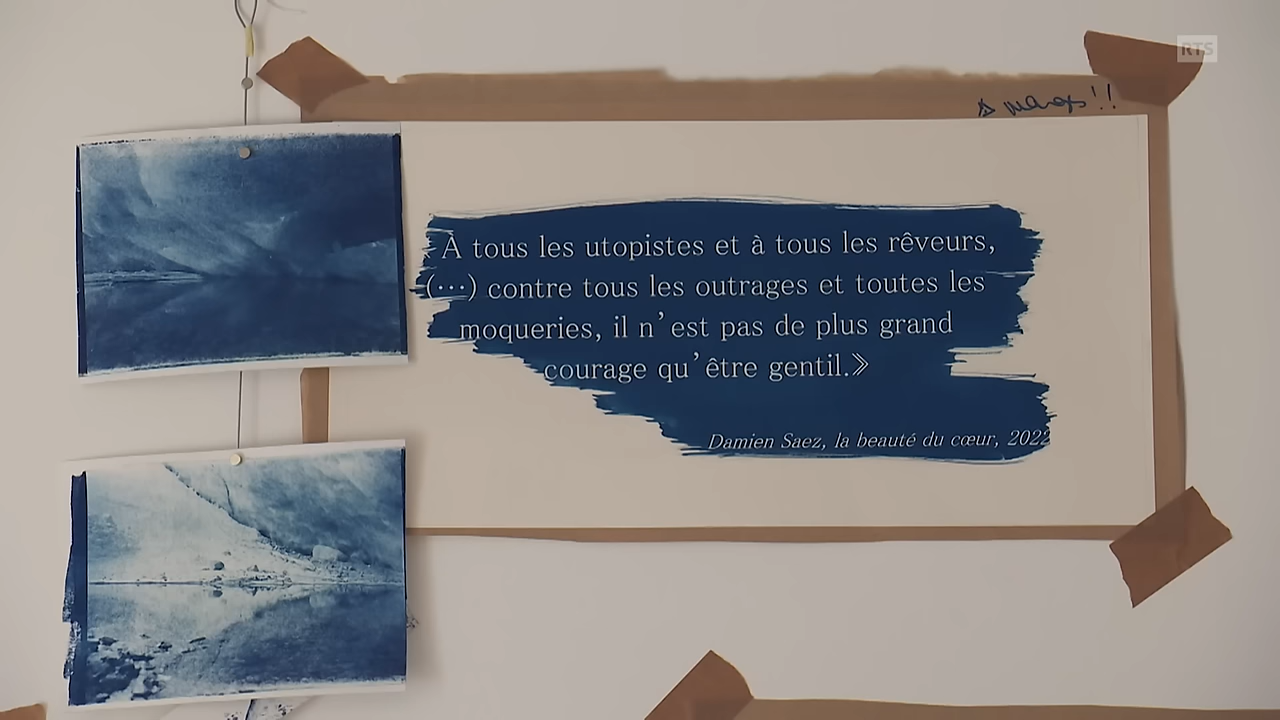 RTS
À tous les utopistes et à tous les rêveurs,
(···) contre tous les outrages et toutes les
moqueries, il n’est pas de plus grand
courage qu’être gentil.》
Damien Saez, la beauté du cœur, 2022